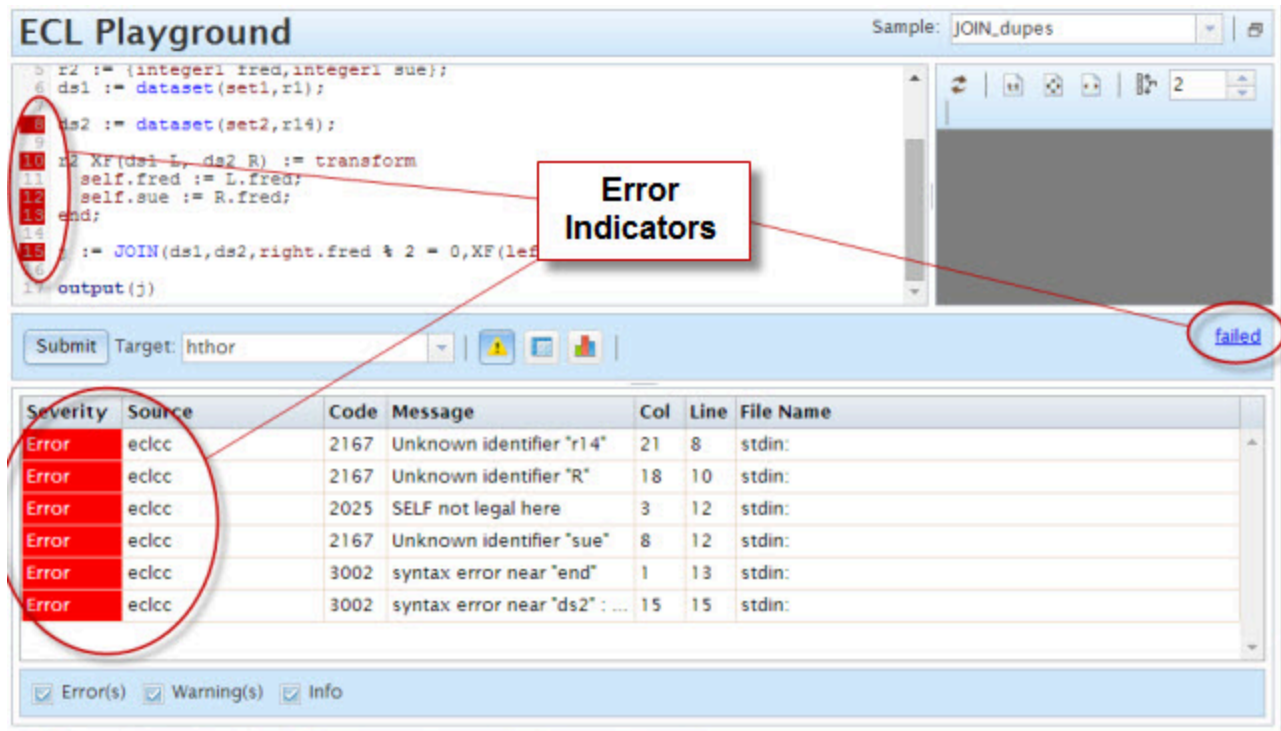 ECL Playground
Sample: JOIN_dupes
5 r2 := {integer1 fred,integer1 sue};
6 ds1 := dataset(set1,r1);
7
8 ds2 := dataset(set2,r14);
9
10 r2 XF(ds1 L, ds2 R) := transform
11 self.fred := L.fred;
12 self.sue := R.fred;
13 end;
14
15 j := JOIN(ds1,ds2,right.fred % 2 = 0,XF(lef
16
17 output(j)
2
Error
Indicators
Submit Target: hthor
failed
Severity Source Code Message Col Line File Name
Error eclcc 2167 Unknown identifier "r14" 21 8 stdin:
Error eclcc 2167 Unknown identifier "R" 18 10 stdin:
Error eclcc 2025 SELF not legal here 3 12 stdin:
Error eclcc 2167 Unknown identifier "sue" 8 12 stdin:
Error eclcc 3002 syntax error near "end" 1 13 stdin:
Error eclcc 3002 syntax error near "ds2" : ... 15 15 stdin:
Error(s) Warning(s) Info